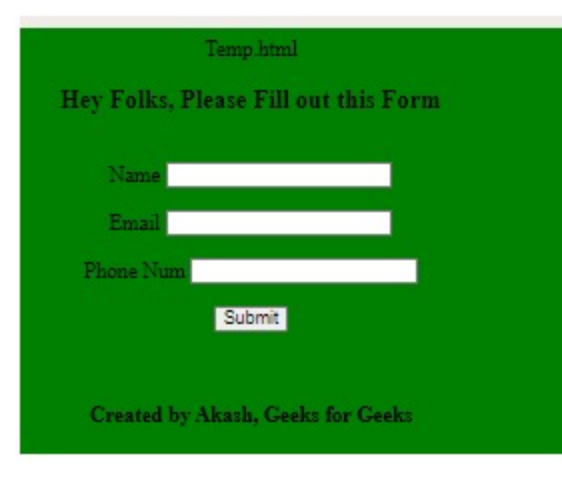 Temp.html
Hey Folks, Please Fill out this Form
Name
Email
Phone Num
Submit
Created by Akash, Geeks for Geeks